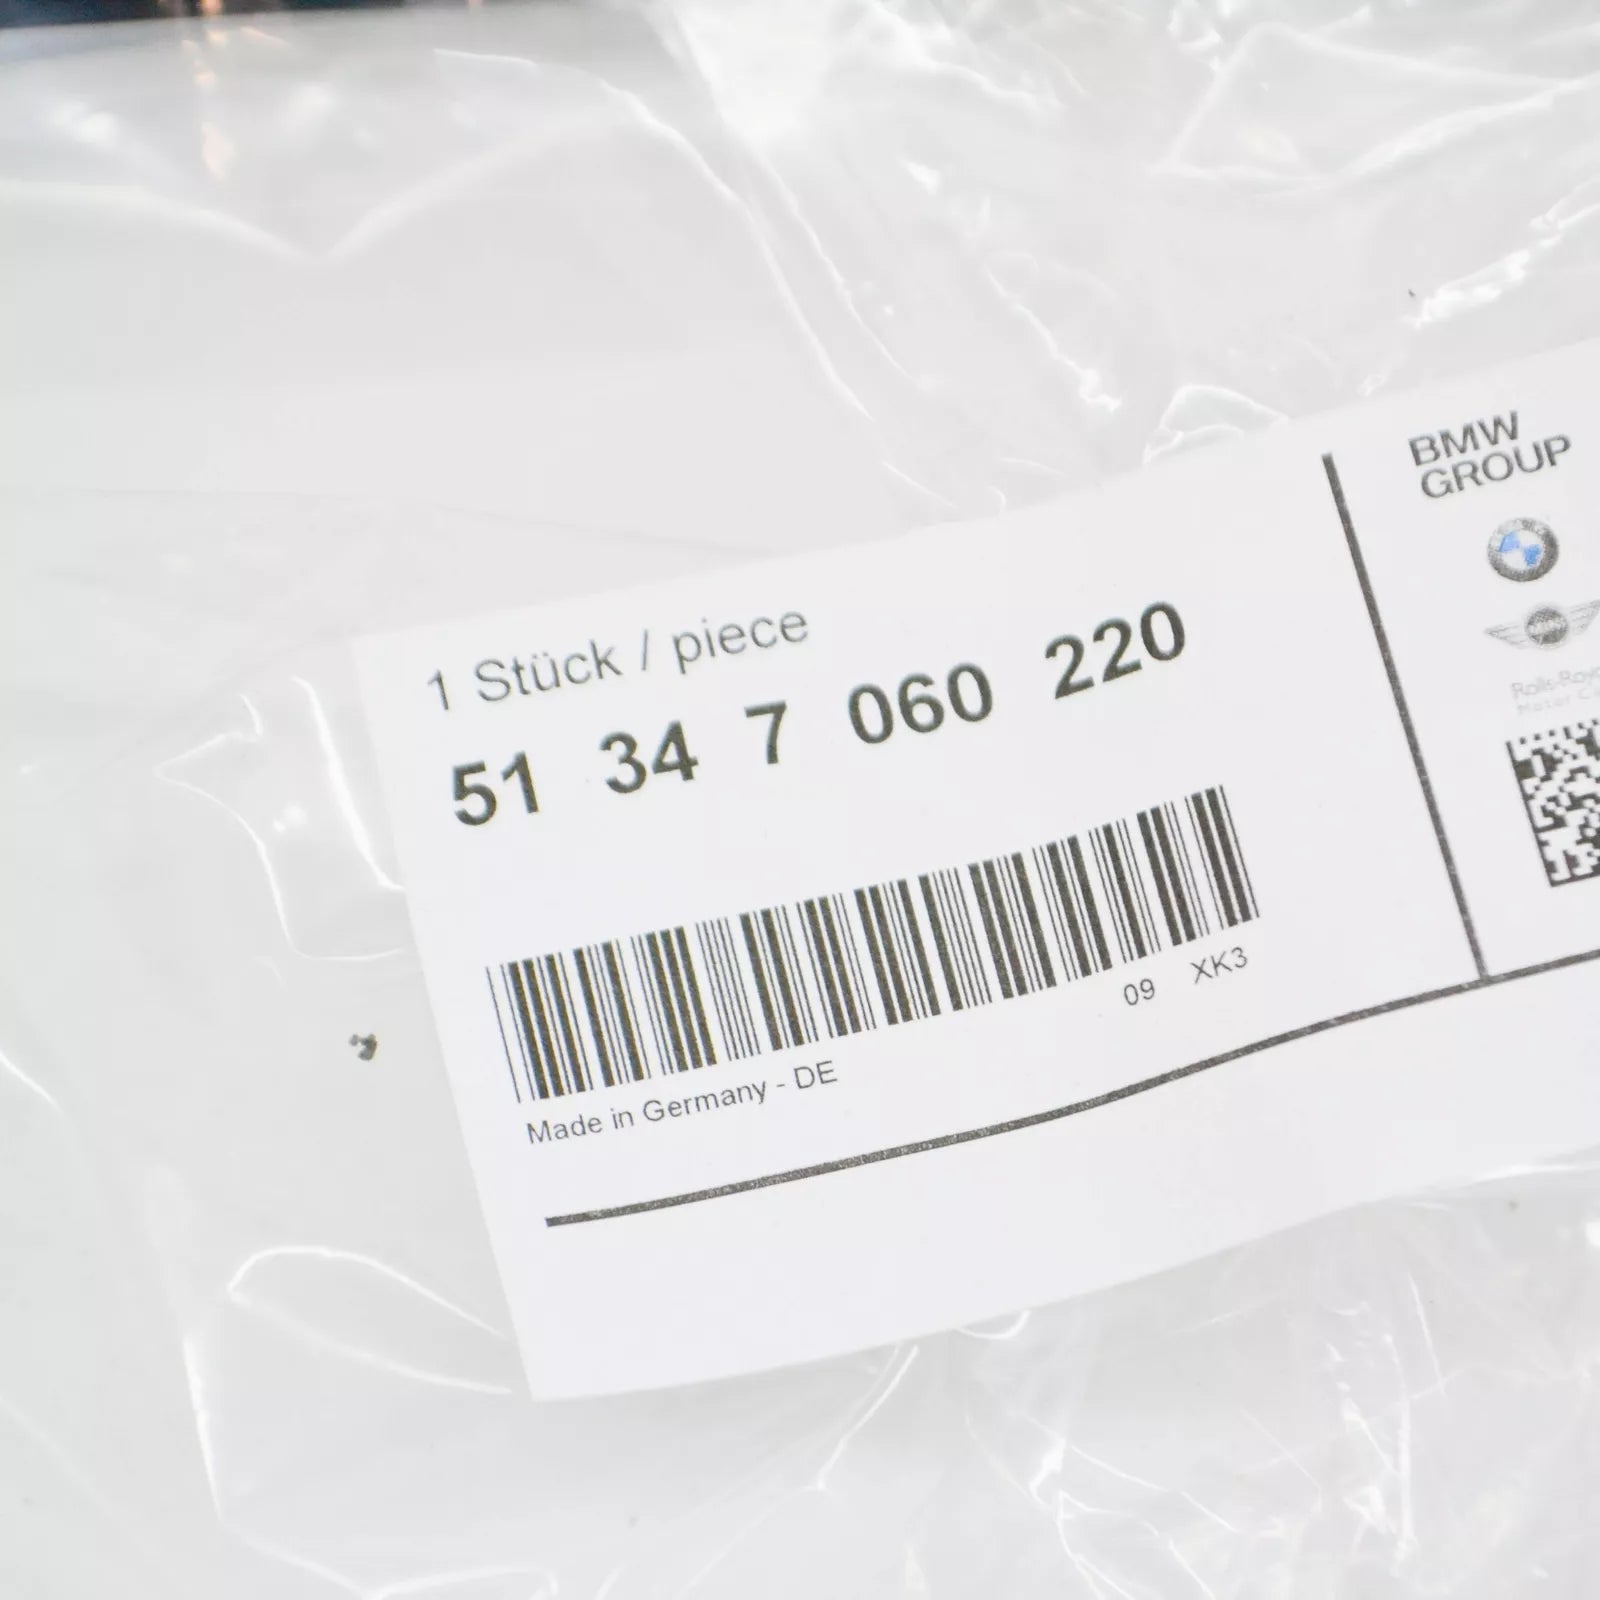 1 Stück / piece
51 34 7 060 220
09 XK3
Made in Germany - DE
BMW
GROUP